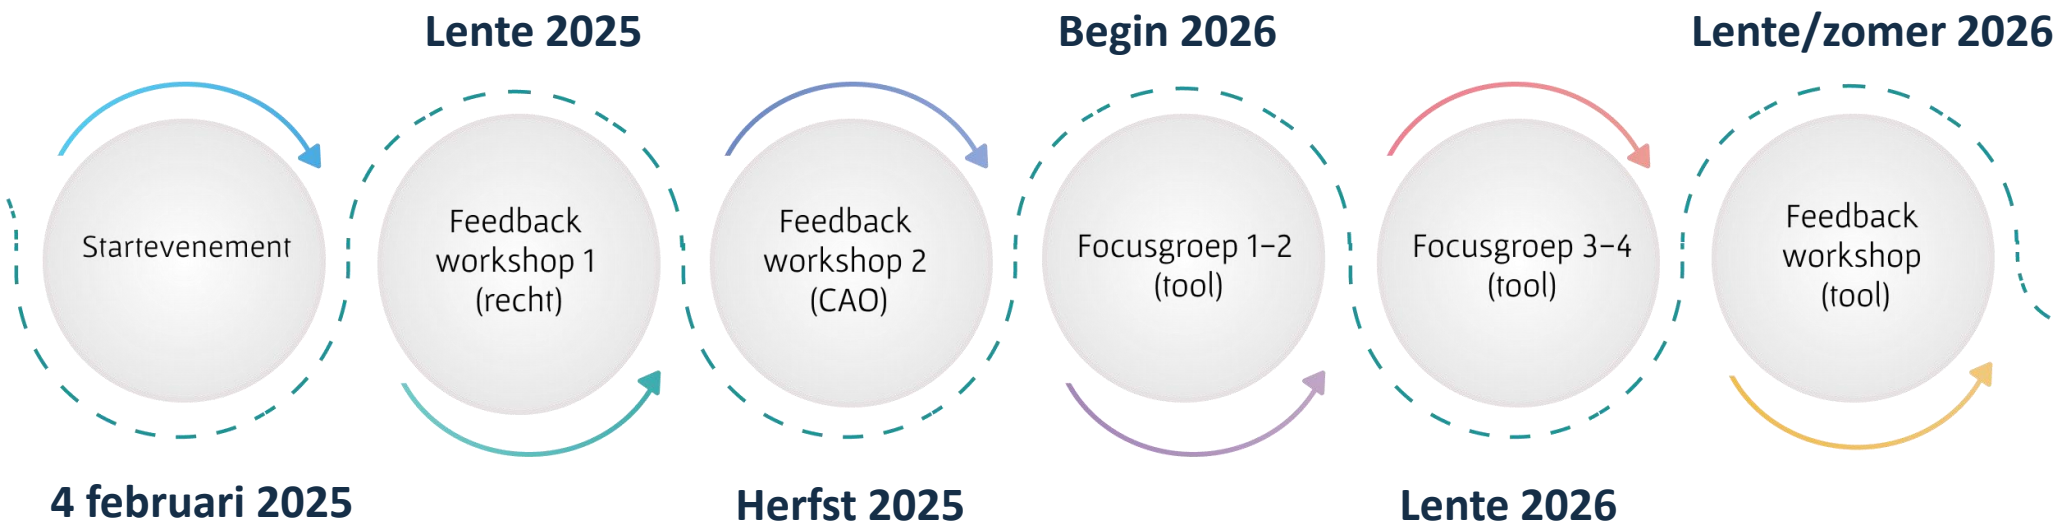 Lente 2025
Begin 2026
Lente/zomer 2026
Startevenement
Feedback
workshop 1
(recht)
Feedback
workshop 2
(CAO)
Focusgroep 1–2
(tool)
Focusgroep 3–4
(tool)
Feedback
workshop
(tool)
4 februari 2025
Herfst 2025
Lente 2026